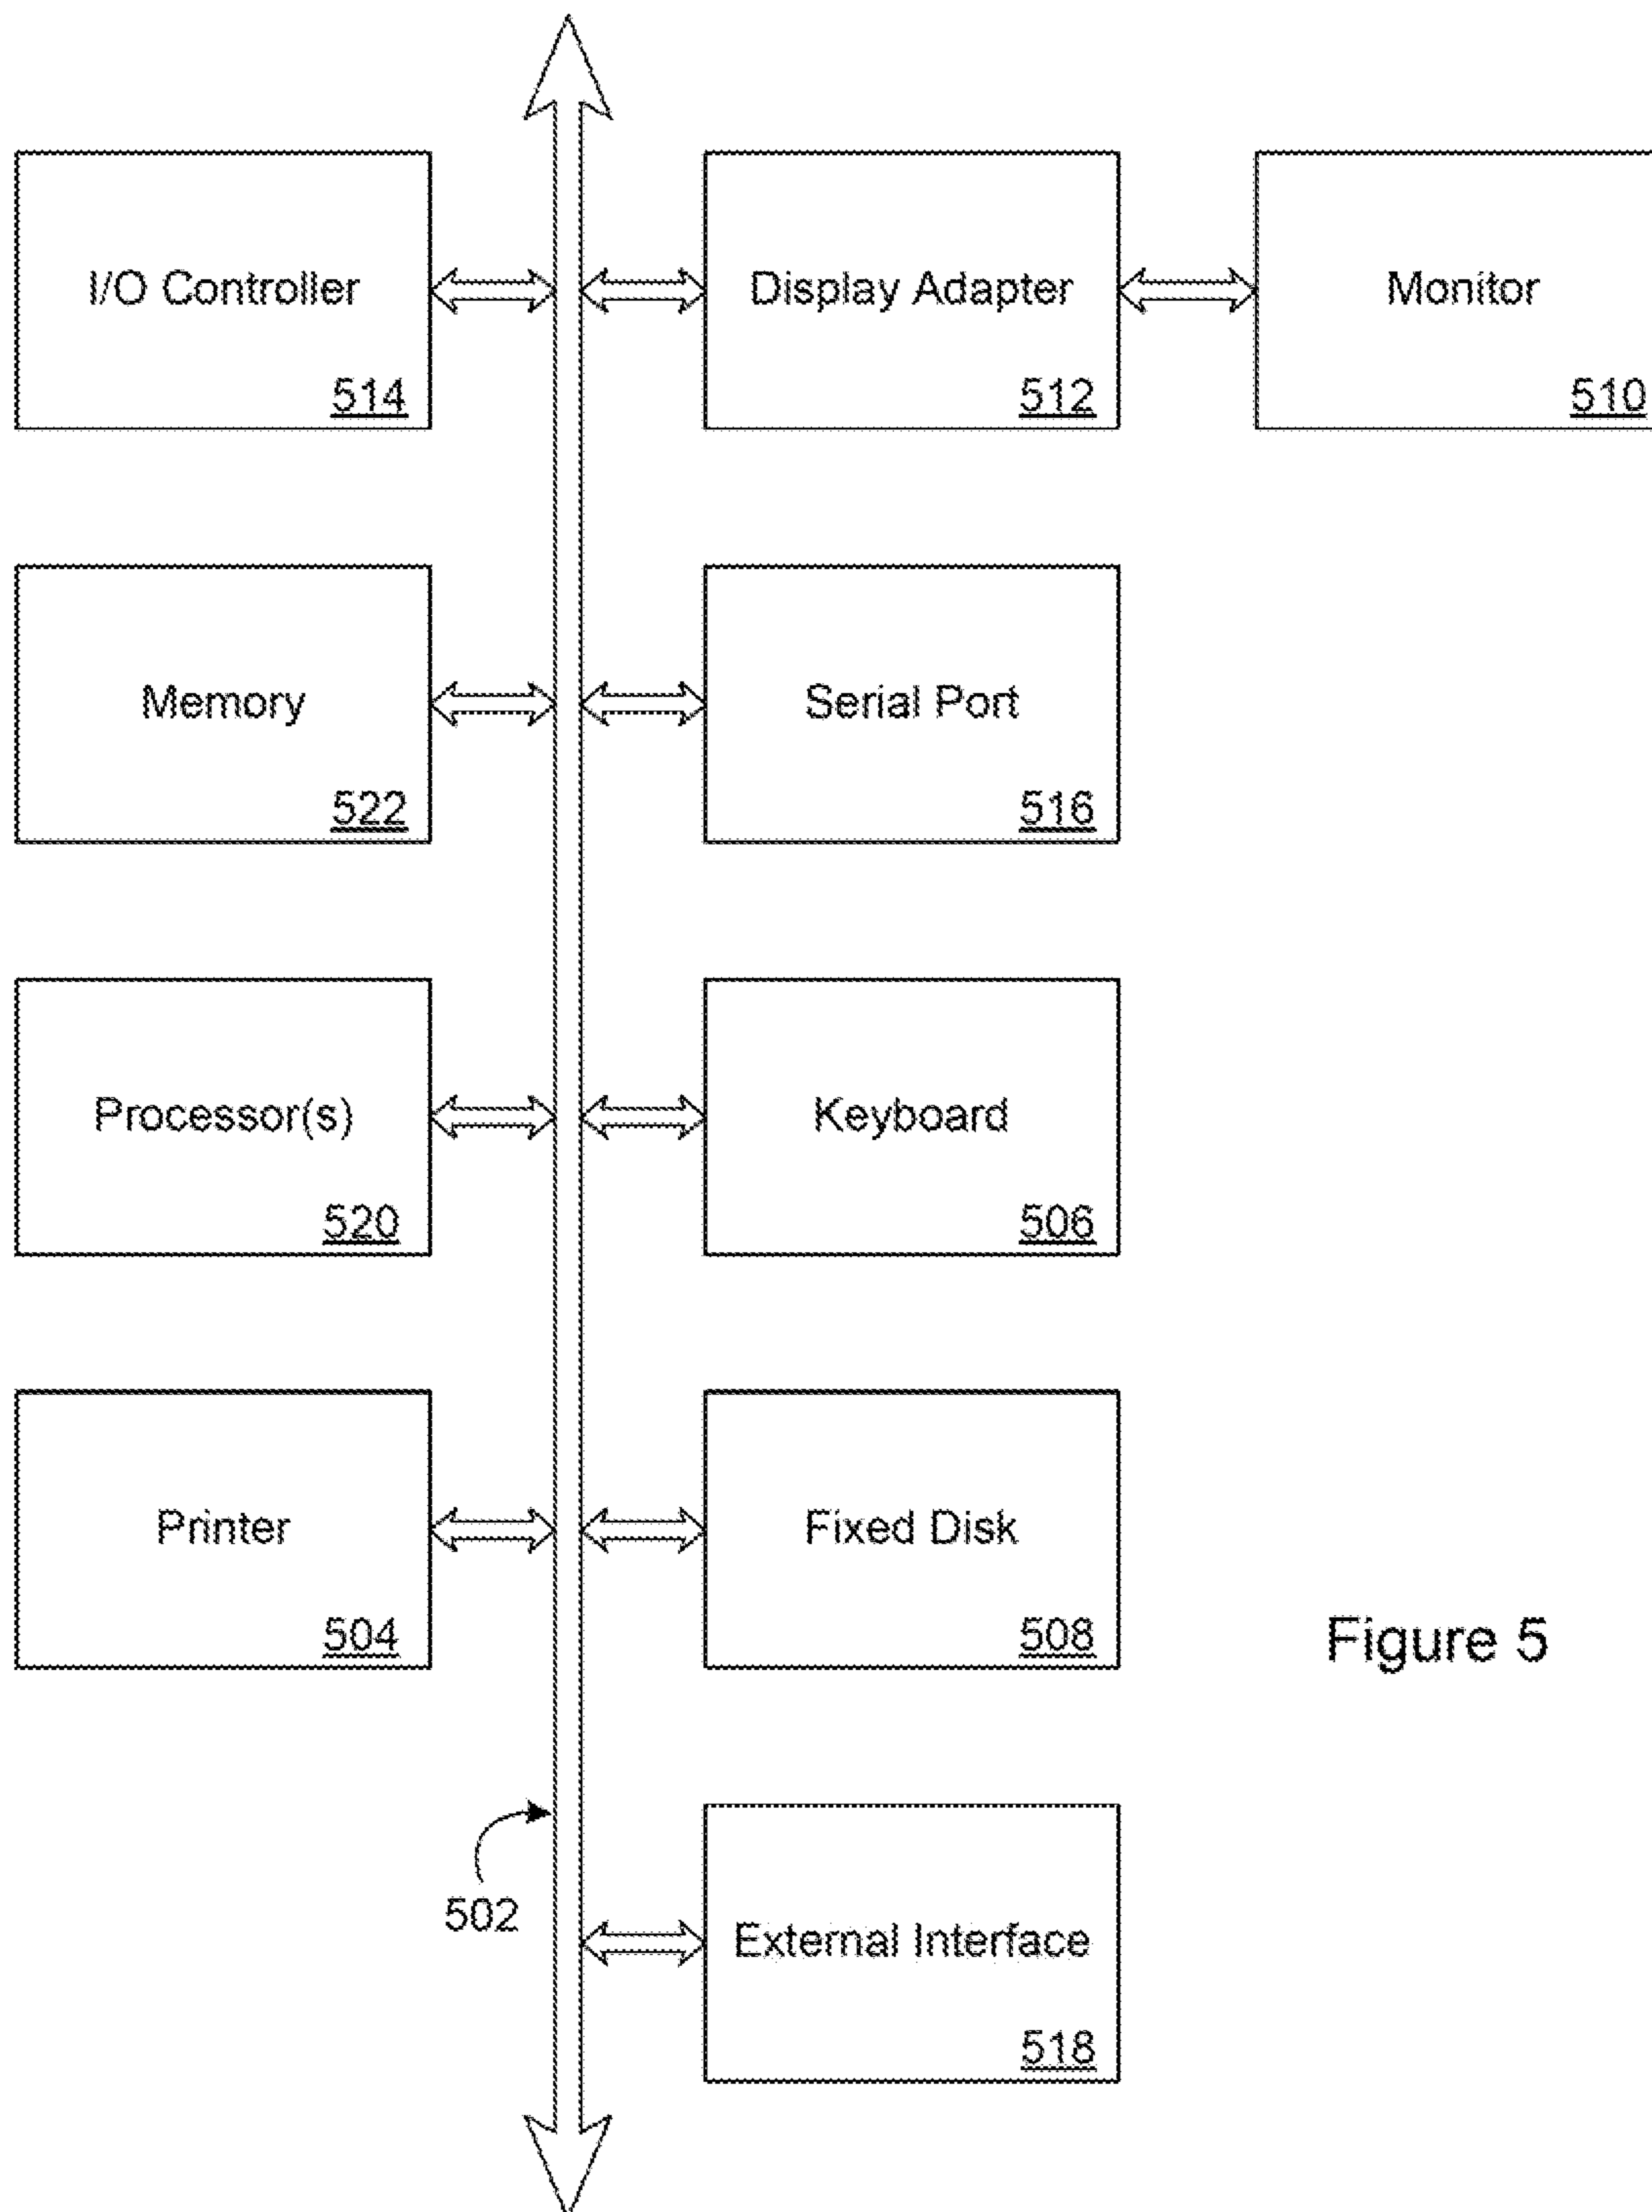 I/O Controller
514
Display Adapter
512
Monitor
510
Memory
522
Serial Port
516
Processor(s)
520
Keyboard
506
Printer
504
Fixed Disk
508
Figure 5
502
External Interface
518